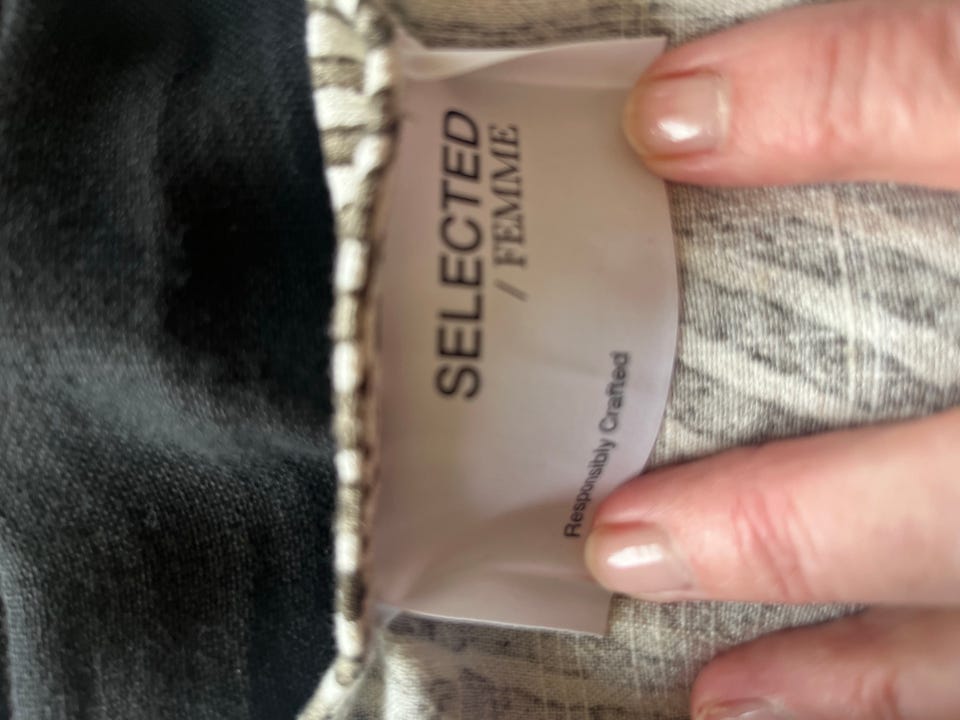 SELECTED
/ FEMME
Responsibly Crafted